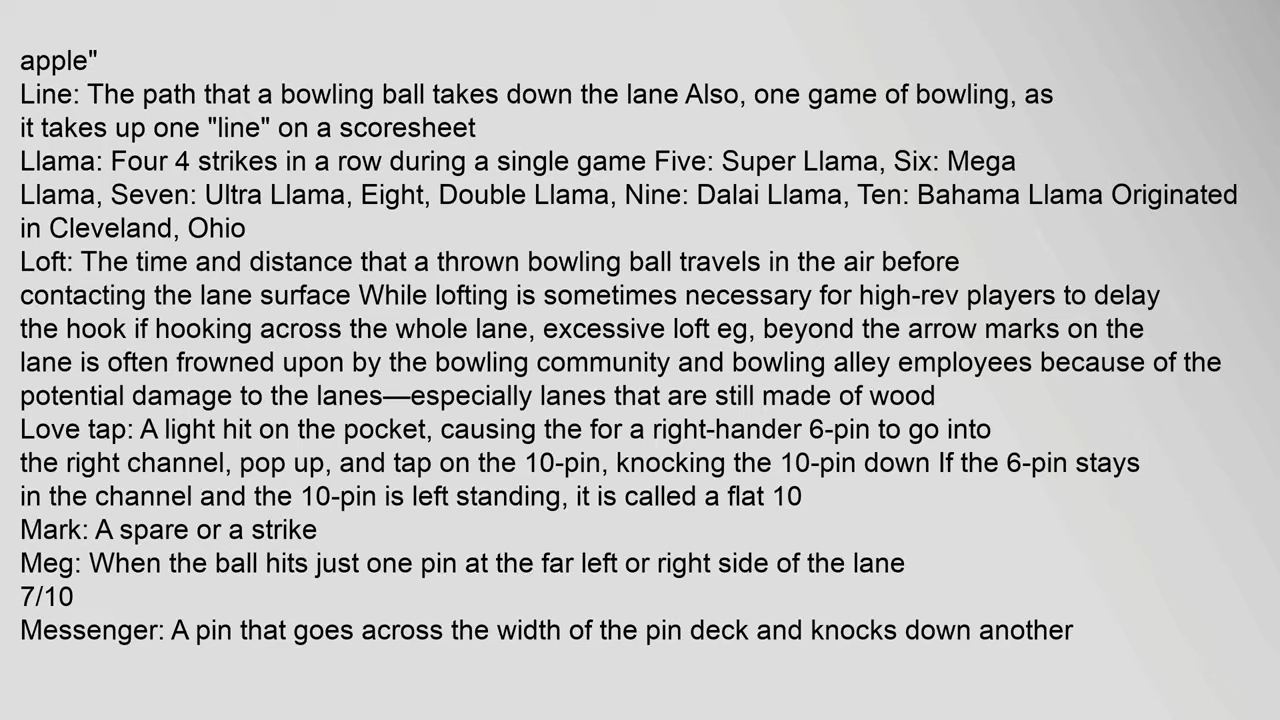 apple"
Line: The path that a bowling ball takes down the lane Also, one game of bowling, as
it takes up one "line" on a scoresheet
Llama: Four 4 strikes in a row during a single game Five: Super Llama, Six: Mega
Llama, Seven: Ultra Llama, Eight, Double Llama, Nine: Dalai Llama, Ten: Bahama Llama Originated
in Cleveland, Ohio
Loft: The time and distance that a thrown bowling ball travels in the air before
contacting the lane surface While lofting is sometimes necessary for high-rev players to delay
the hook if hooking across the whole lane, excessive loft eg, beyond the arrow marks on the
lane is often frowned upon by the bowling community and bowling alley employees because of the
potential damage to the lanes—especially lanes that are still made of wood
Love tap: A light hit on the pocket, causing the for a right-hander 6-pin to go into
the right channel, pop up, and tap on the 10-pin, knocking the 10-pin down If the 6-pin stays
in the channel and the 10-pin is left standing, it is called a flat 10
Mark: A spare or a strike
Meg: When the ball hits just one pin at the far left or right side of the lane
7/10
Messenger: A pin that goes across the width of the pin deck and knocks down another